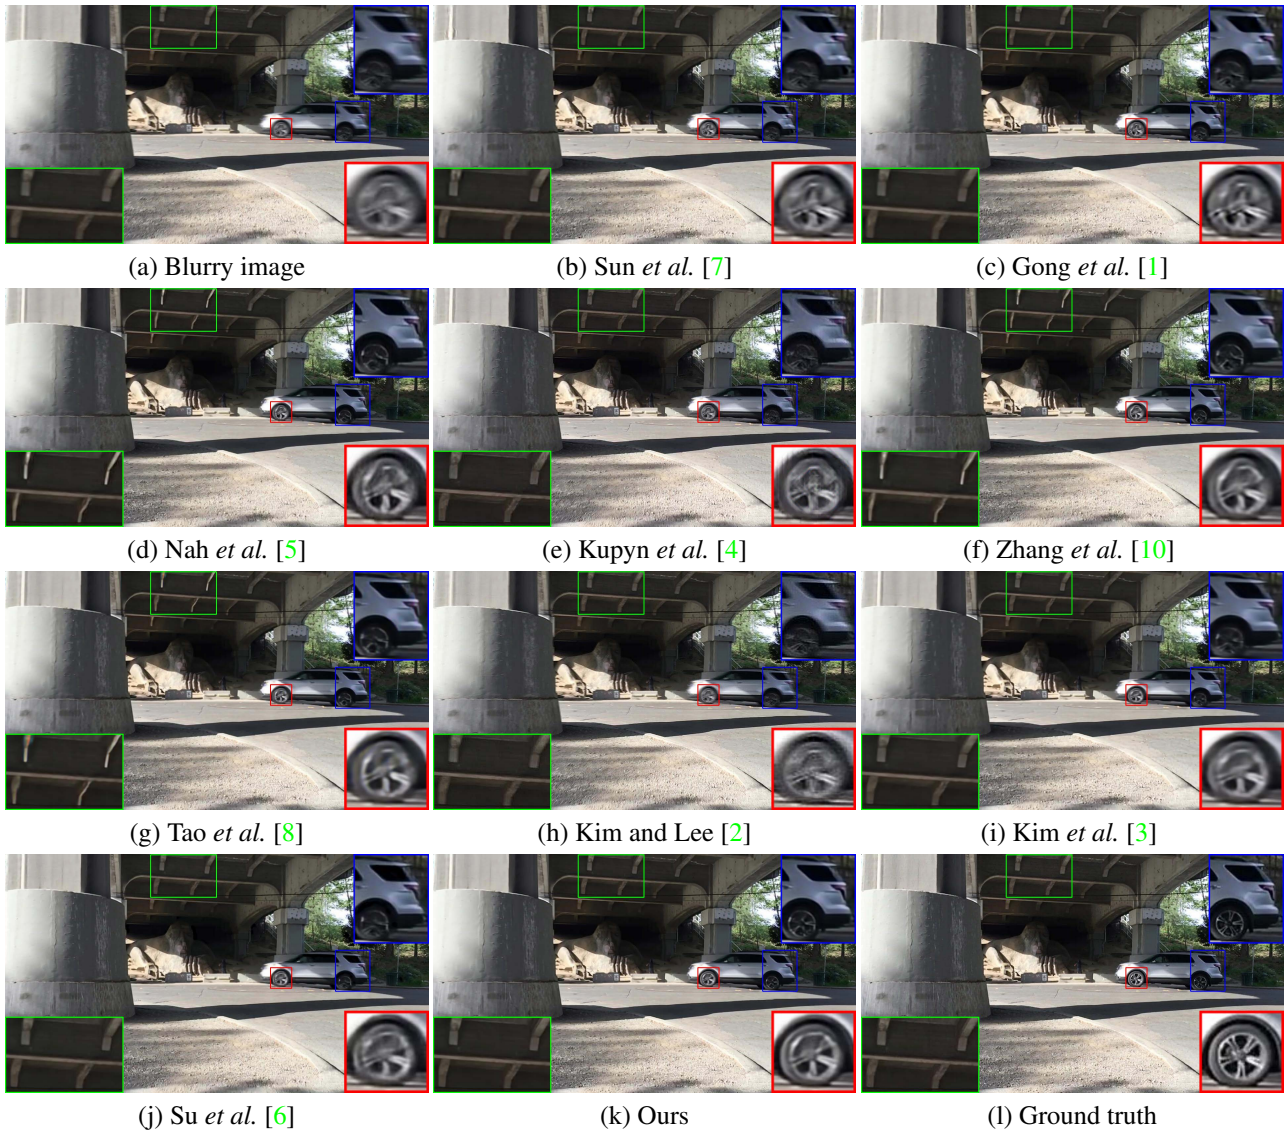 (a) Blurry image
(b) Sun et al. [7]
(c) Gong et al. [1]
(d) Nah et al. [5]
(e) Kupyn et al. [4]
(f) Zhang et al. [10]
(g) Tao et al. [8]
(h) Kim and Lee [2]
(i) Kim et al. [3]
(j) Su et al. [6]
(k) Ours
(l) Ground truth